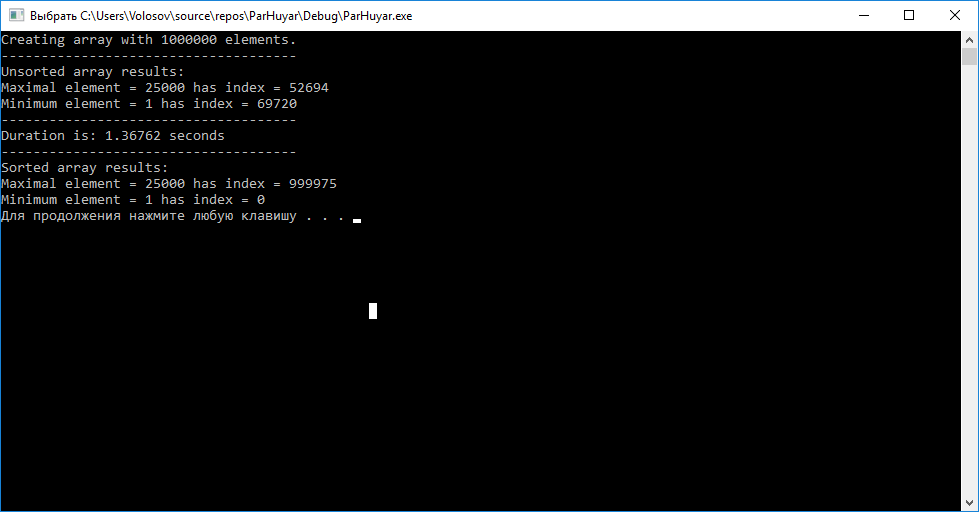 Выбрать C:\Users\Volosov\source\repos\ParHuyar\Debug\ParHuyar.exe
Creating array with 1000000 elements.
-------------------------------------
Unsorted array results:
Maximal element = 25000 has index = 52694
Minimum element = 1 has index = 69720
-------------------------------------
Duration is: 1.36762 seconds
-------------------------------------
Sorted array results:
Maximal element = 25000 has index = 999975
Minimum element = 1 has index = 0
Для продолжения нажмите любую клавишу . . .